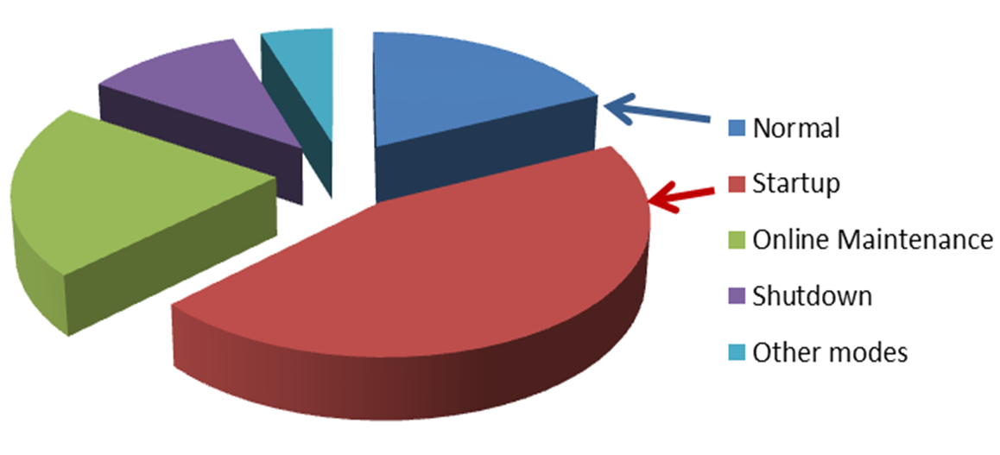 Normal
Startup
Online Maintenance
Shutdown
Other modes